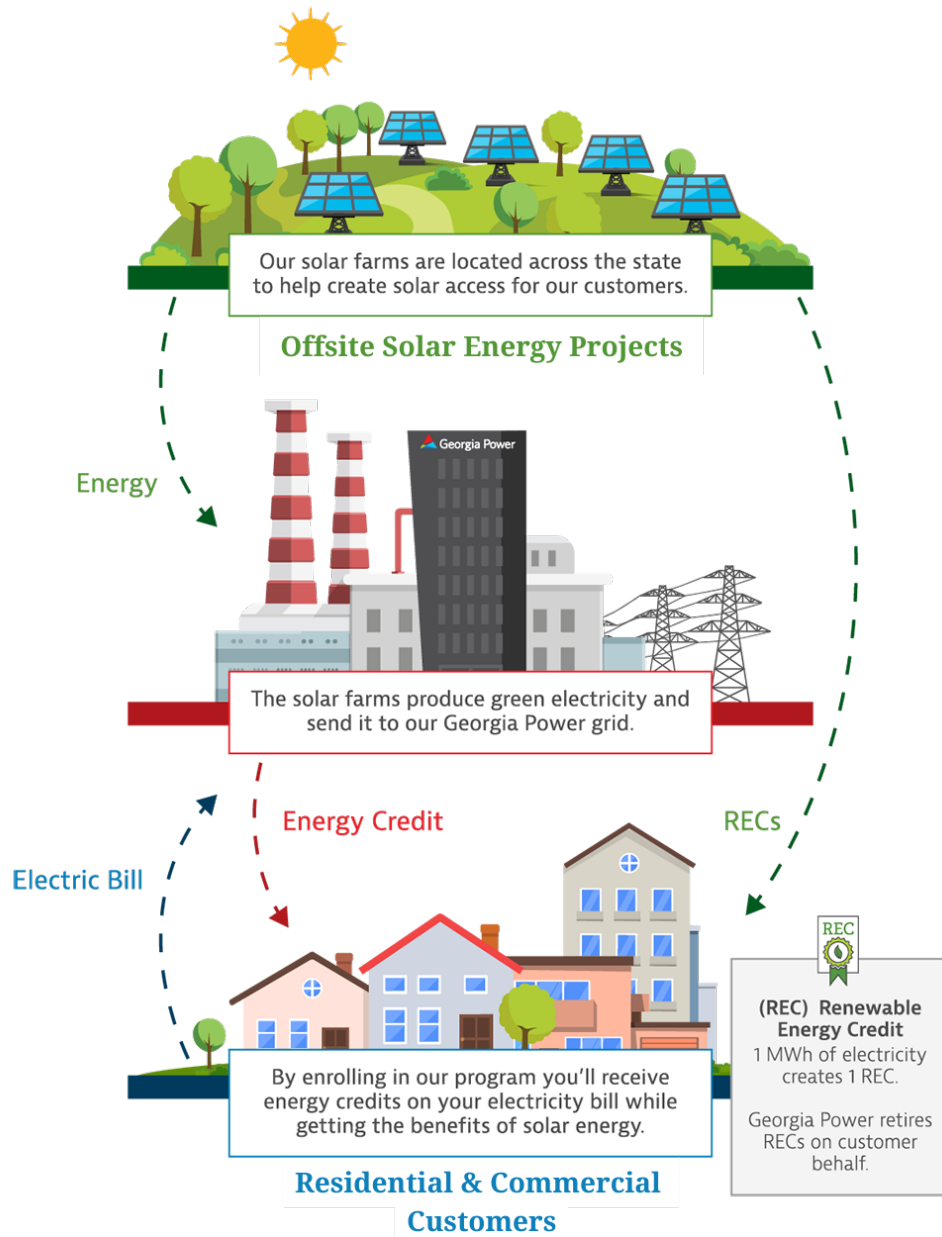 Our solar farms are located across the state
to help create solar access for our customers.
Offsite Solar Energy Projects
Energy
Georgia Power
The solar farms produce green electricity and
send it to our Georgia Power grid.
Energy Credit
RECs
Electric Bill
REC
(REC) Renewable
Energy Credit
1 MWh of electricity
creates 1 REC.
Georgia Power retires
RECs on customer
behalf.
By enrolling in our program you'll receive
energy credits on your electricity bill while
getting the benefits of solar energy.
Residential & Commercial
Customers